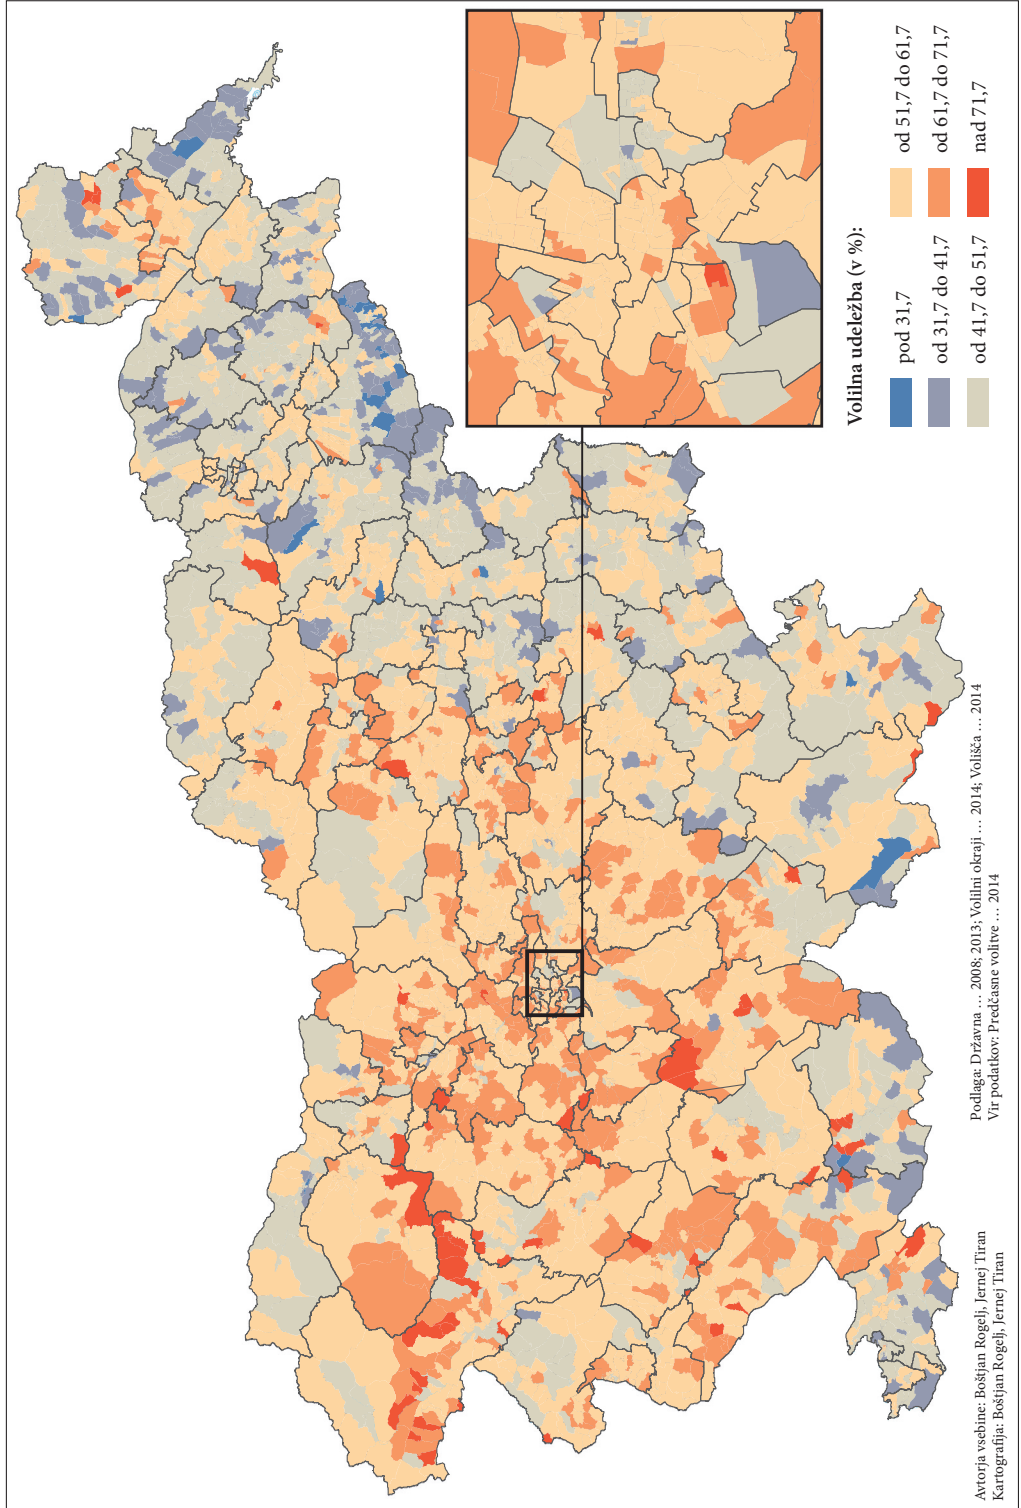 Volilna udeležba (v %):
pod 31,7
od 31,7 do 41,7
od 41,7 do 51,7
od 51,7 do 61,7
od 61,7 do 71,7
nad 71,7
Avtorja vsebine: Boštjan Rogelj, Jernej Tiran
Kartografija: Boštjan Rogelj, Jernej Tiran
Podlaga: Državna … 2008; 2013; Volilni okraji … 2014; Volišča … 2014
Vir podatkov: Predčasne volitve … 2014